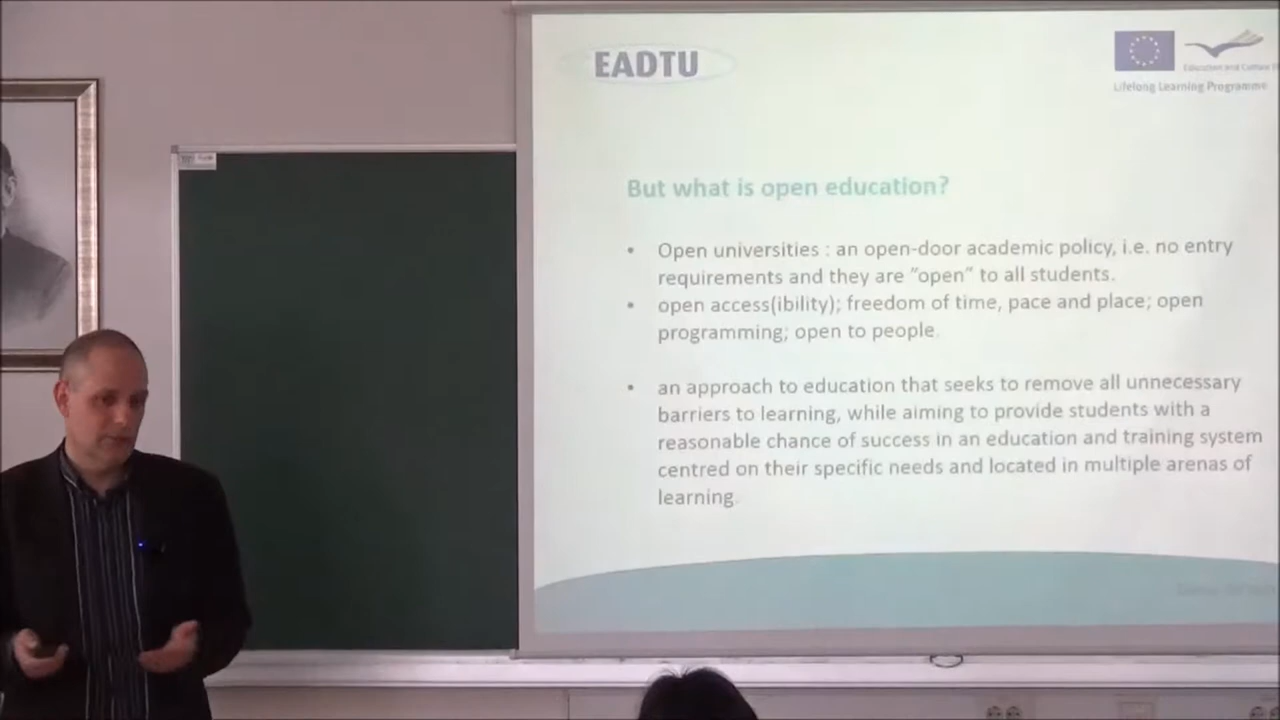 EADTU
Education and Culture
Lifelong Learning Programme
But what is open education?
• Open universities : an open-door academic policy, i.e. no entry
requirements and they are “open” to all students.
• open access(ibility); freedom of time, pace and place; open
programming; open to people.
• an approach to education that seeks to remove all unnecessary
barriers to learning, while aiming to provide students with a
reasonable chance of success in an education and training system
centred on their specific needs and located in multiple arenas of
learning.